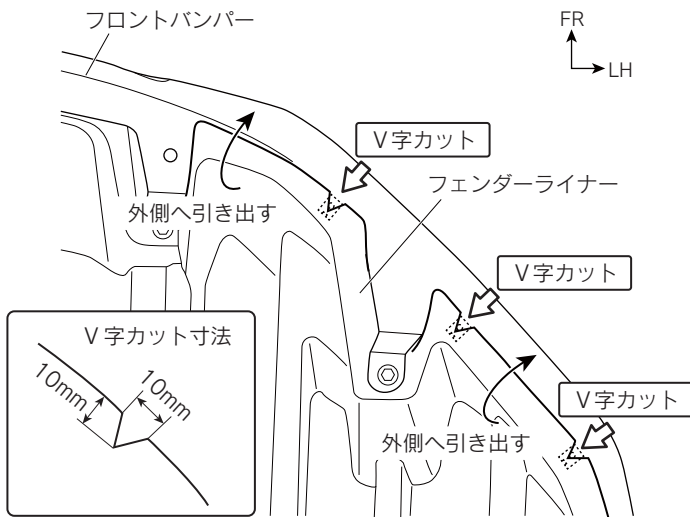 フロントバンパー
FR
LH
V字カット
外側へ引き出す
フェンダーライナー
V字カット
V字カット寸法
10mm
10mm
V字カット
外側へ引き出す